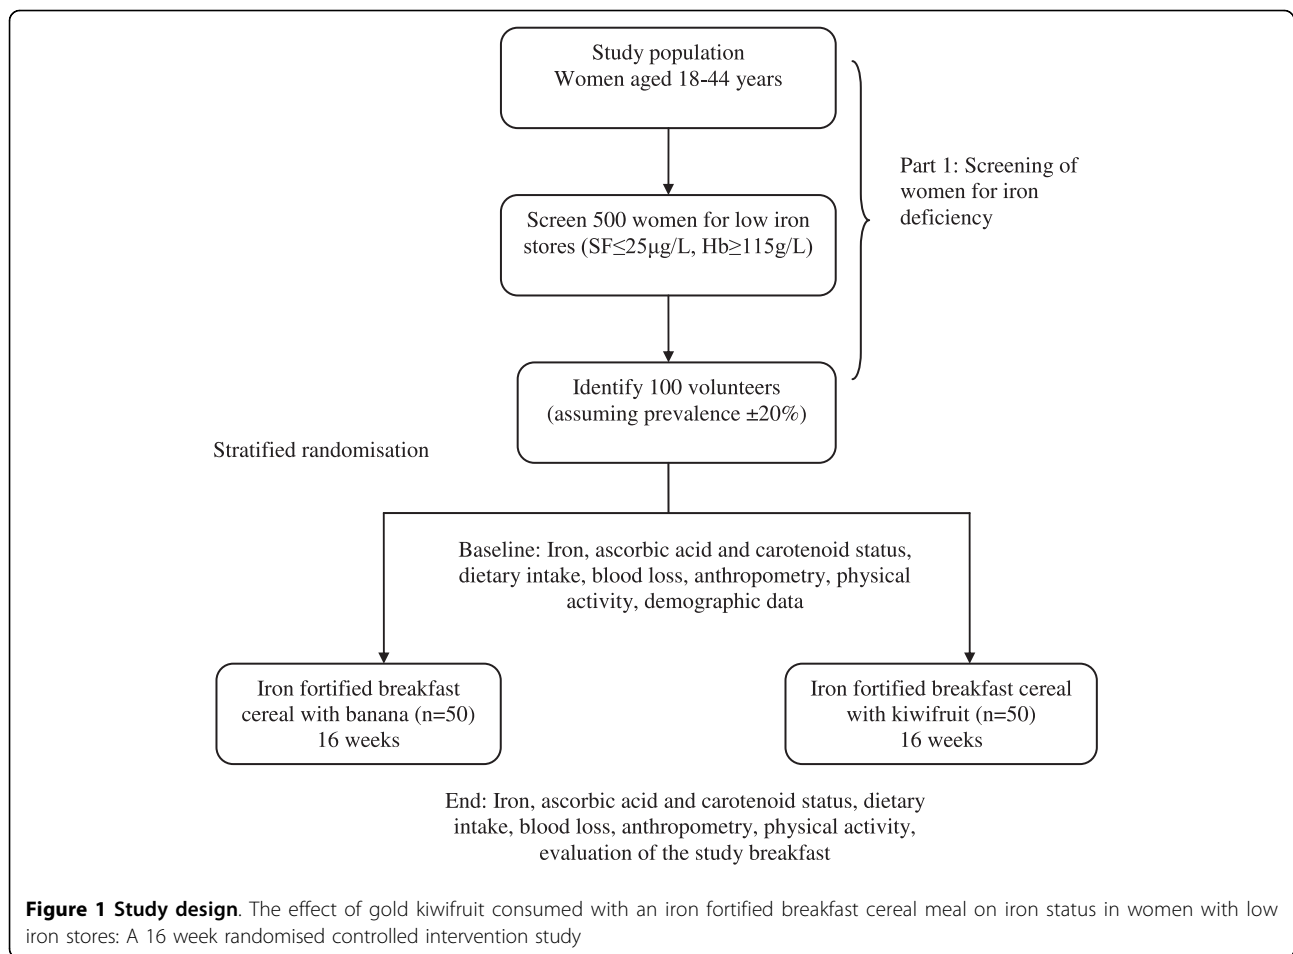 Study population
Women aged 18-44 years
Screen 500 women for low iron
stores (SF≤25μg/L, Hb≥115g/L)
Part 1: Screening of
women for iron
deficiency
Identify 100 volunteers
(assuming prevalence ±20%)
Stratified randomisation
Baseline: Iron, ascorbic acid and carotenoid status,
dietary intake, blood loss, anthropometry, physical
activity, demographic data
Iron fortified breakfast
cereal with banana (n=50)
16 weeks
Iron fortified breakfast cereal
with kiwifruit (n=50)
16 weeks
End: Iron, ascorbic acid and carotenoid status, dietary
intake, blood loss, anthropometry, physical activity,
evaluation of the study breakfast
Figure 1 Study design. The effect of gold kiwifruit consumed with an iron fortified breakfast cereal meal on iron status in women with low
iron stores: A 16 week randomised controlled intervention study